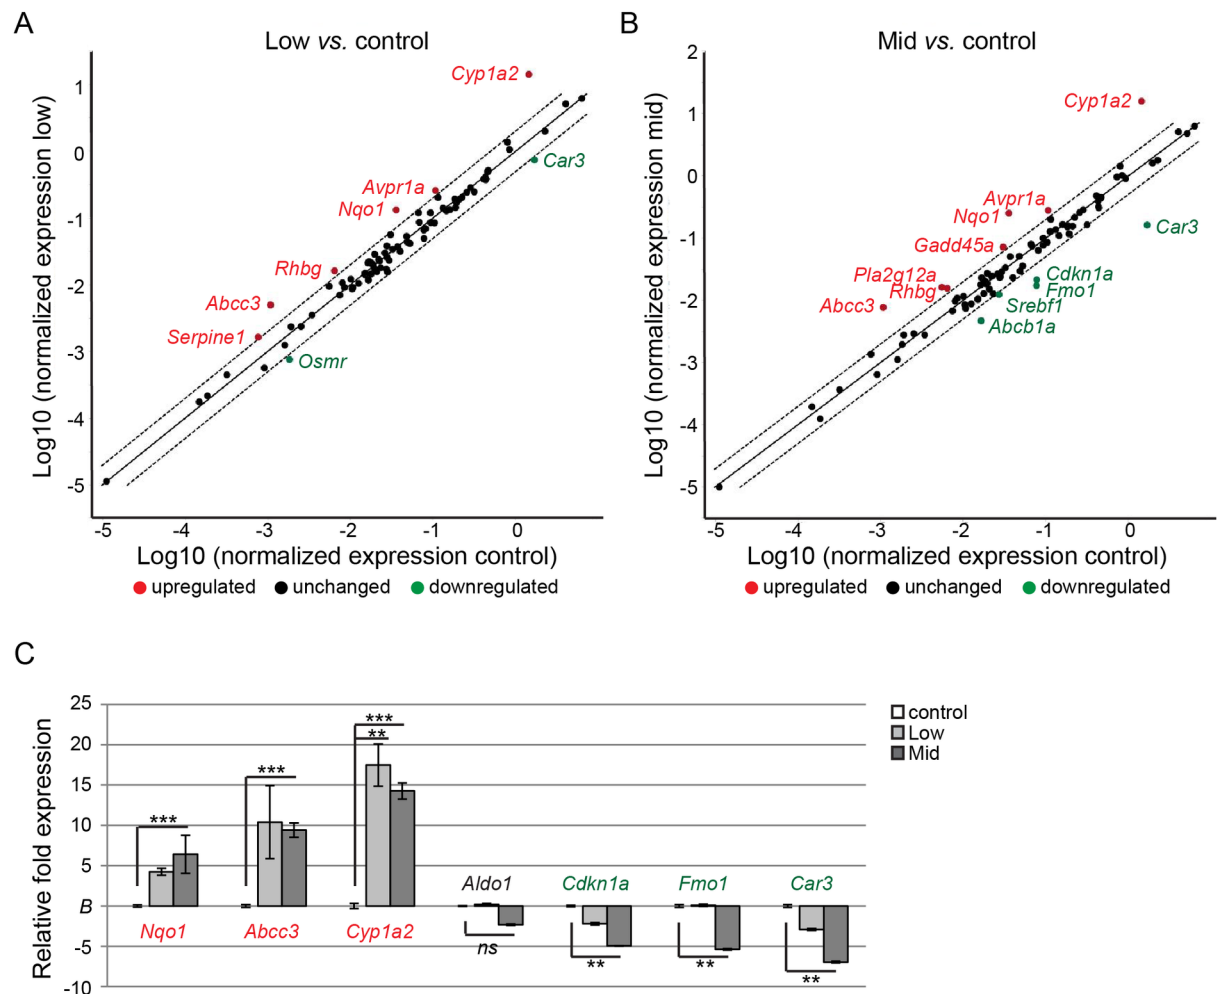 A
Low vs. control
Log10 (normalized expression low)
1
0
-1
-2
-3
-4
-5
Cyp1a2
Car3
Avpr1a
Nqo1
Rhbg
Abcc3
Serpine1
Osmr
-5 -4 -3 -2 -1 0
Log10 (normalized expression control)
upregulated unchanged downregulated
B
Mid vs. control
Log10 (normalized expression mid)
2
1
0
-1
-2
-3
-4
-5
Cyp1a2
Avpr1a
Nqo1
Car3
Gadd45a
Pla2g12a
Cdkn1a
Rhbg
Fmo1
Abcc3
Srebf1
Abcb1a
-5 -4 -3 -2 -1 0
Log10 (normalized expression control)
upregulated unchanged downregulated
C
Relative fold expression
25
20
15
10
5
B
-5
-10
***
***
***
**
Nqo1
Abcc3
Cyp1a2
Aldo1
Cdkn1a
Fmo1
Car3
ns
**
**
**
control
Low
Mid